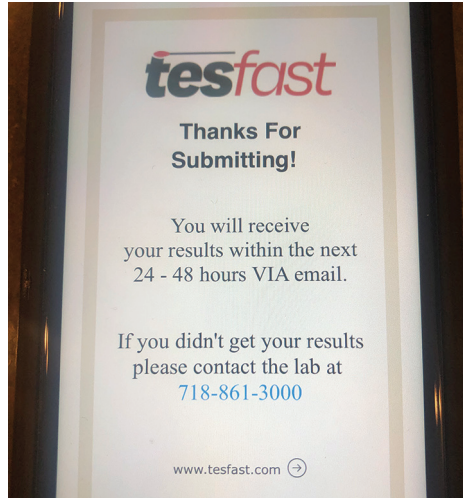 tesfast
Thanks For
Submitting!
You will receive
your results within the next
24 - 48 hours VIA email.
If you didn't get your results
please contact the lab at
718-861-3000
www.tesfast.com